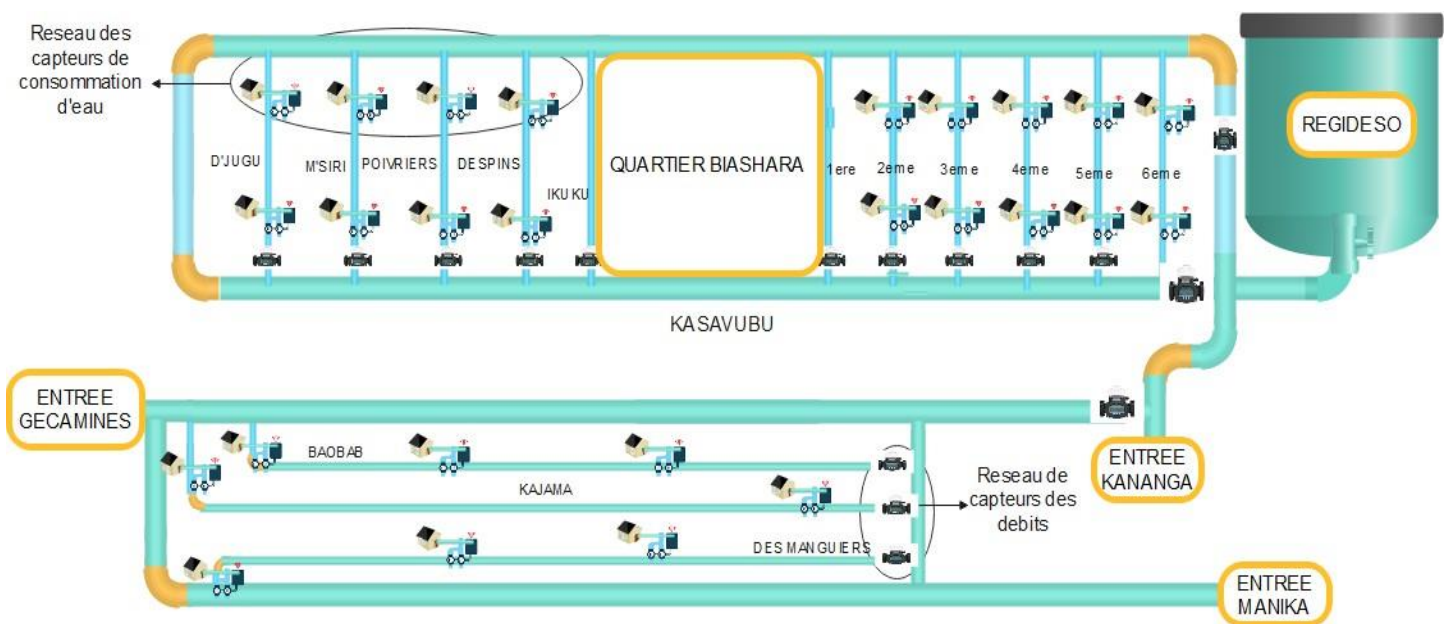 Reseau des
capteurs de
consommation
d'eau
REGIDESO
D'JUGU
M'SIRI
POIVRIERS
DESPINS
IKUKU
QUARTIER BIASHARA
1ere
2eme
3eme
4eme
5eme
6eme
KASAVUBU
ENTREE
GECAMINES
BAOBAB
KAJAMA
DES MANGUIERS
Reseau de
capteurs des
debits
ENTREE
KANANGA
ENTREE
MANIKA